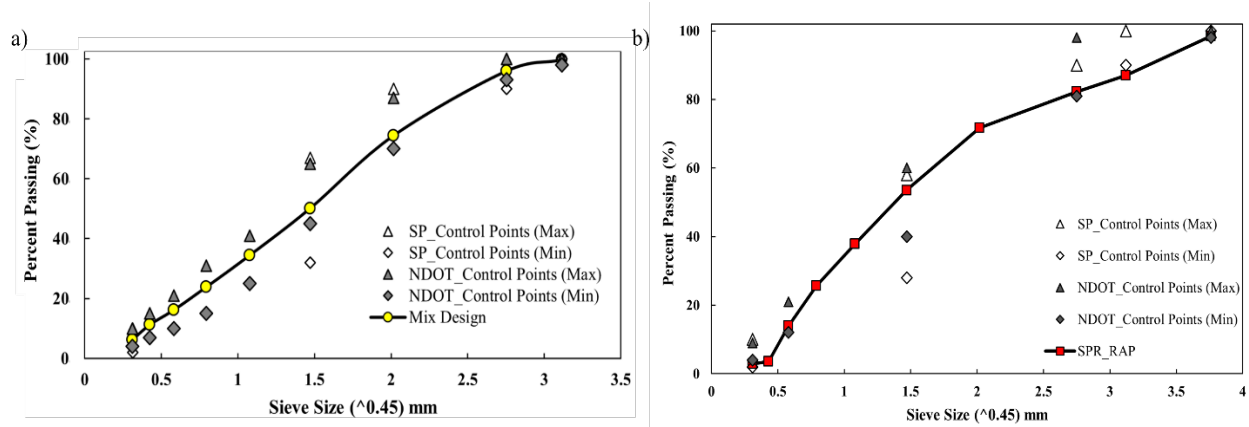 a)
Percent Passing (%)
100
80
60
40
20
0
0 0.5 1 1.5 2 2.5 3 3.5
Sieve Size (^0.45) mm
SP_Control Points (Max)
SP_Control Points (Min)
NDOT_Control Points (Max)
NDOT_Control Points (Min)
Mix Design
b)
Percent Passing (%)
100
80
60
40
20
0
0 0.5 1 1.5 2 2.5 3 3.5 4
Sieve Size (^0.45) mm
SP_Control Points (Max)
SP_Control Points (Min)
NDOT_Control Points (Max)
NDOT_Control Points (Min)
SPR_RAP